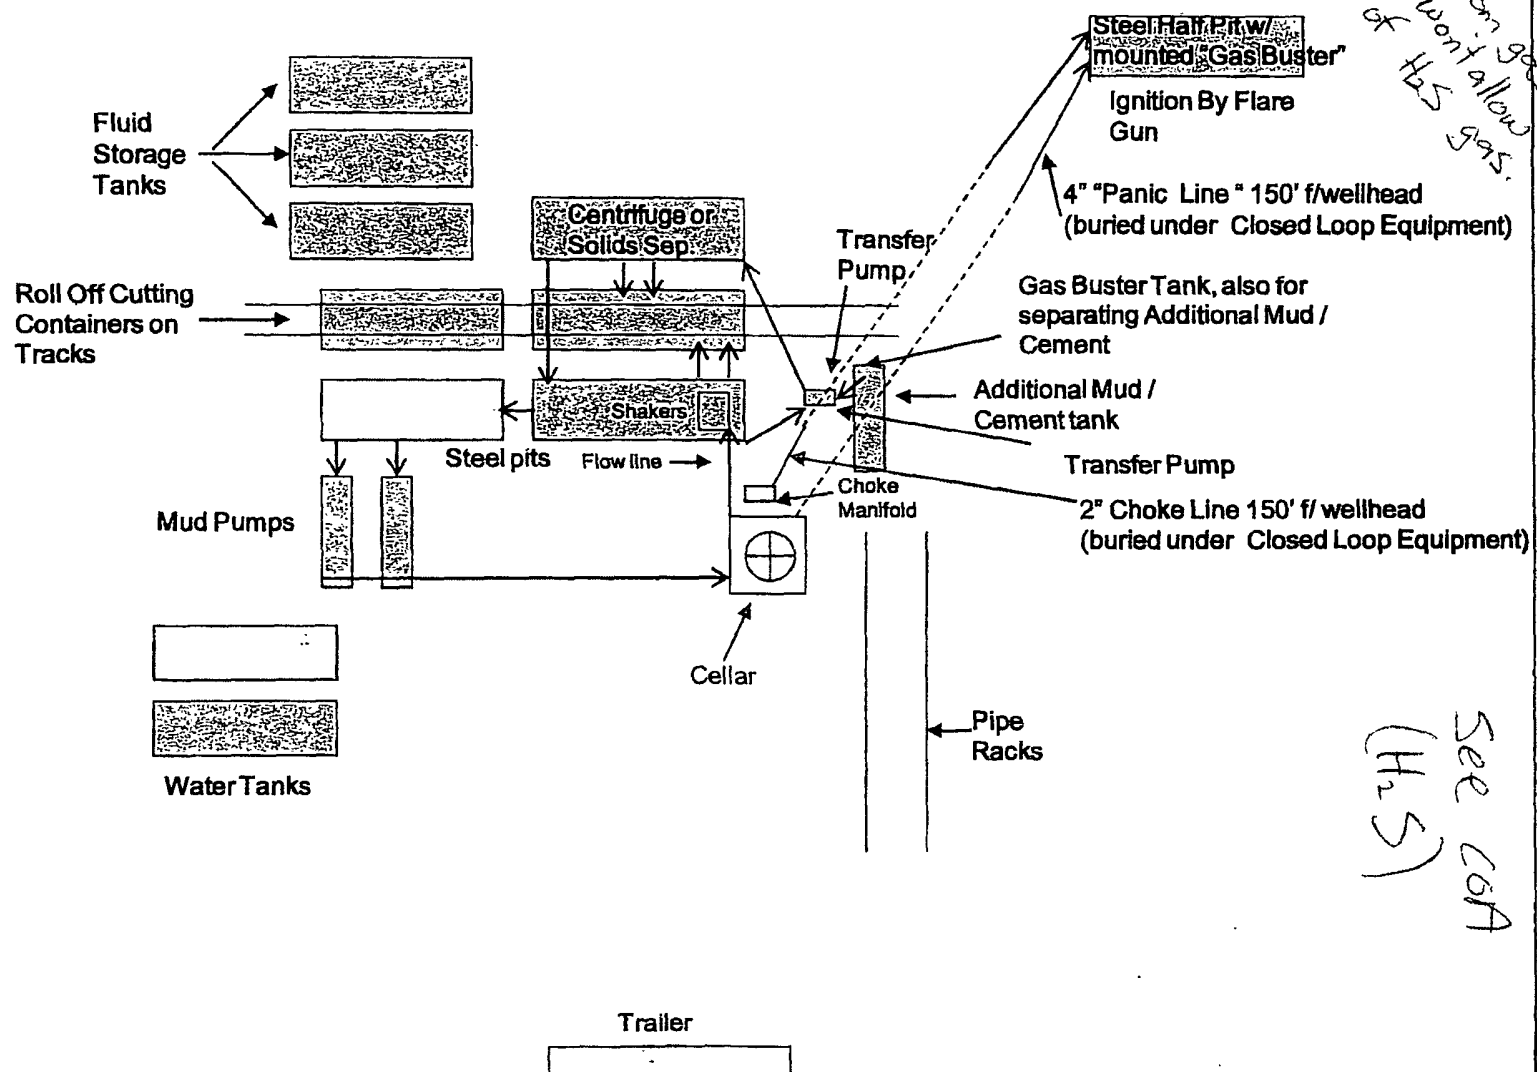 Steel Half Pit w/
mounted "Gas Buster"
Ignition By Flare
Gun
won't allow
of H2S gas.
Fluid
Storage
Tanks
4" "Panic Line " 150' f/wellhead
(buried under Closed Loop Equipment)
Centrifuge or
Solids Sep.
Transfer
Pump
Roll Off Cutting
Containers on
Tracks
Gas Buster Tank, also for
separating Additional Mud /
Cement
Shakers
Additional Mud /
Cement tank
Steel pits
Flow line
Transfer Pump
Choke
Manifold
2" Choke Line 150' f/ wellhead
(buried under Closed Loop Equipment)
Mud Pumps
Cellar
Pipe
Racks
Water Tanks
See COA
(H2S)
Trailer